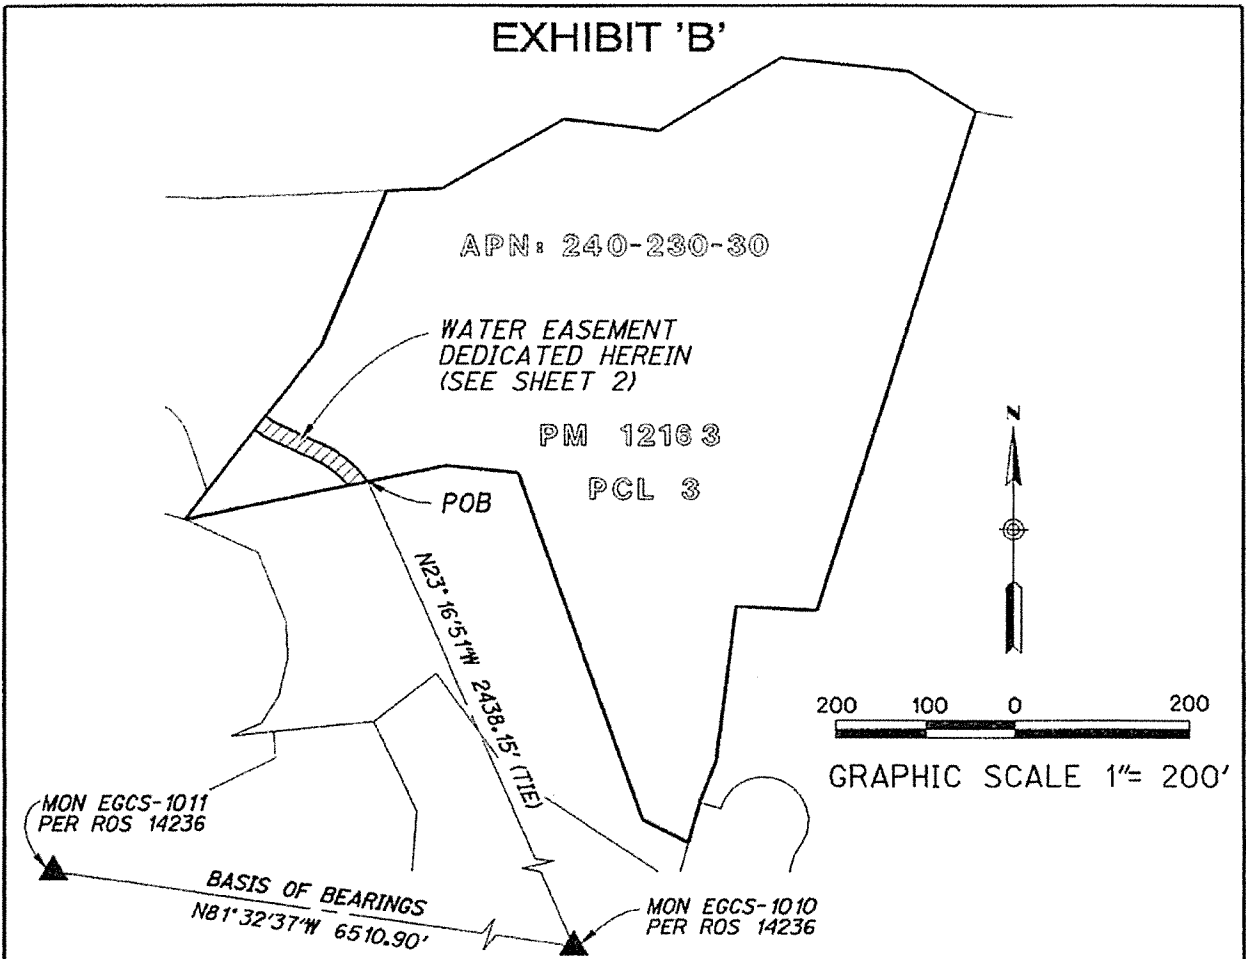 EXHIBIT 'B'
APN: 240-230-30
WATER EASEMENT
DEDICATED HEREIN
(SEE SHEET 2)
PM 12163
PCL 3
N
POB
N23°16'51"W 2438.15' (TIE)
200 100 0 200
GRAPHIC SCALE 1"= 200'
MON EGCS-1011
PER ROS 14236
BASIS OF BEARINGS
N81°32'37"W 6510.90'
MON EGCS-1010
PER ROS 14236